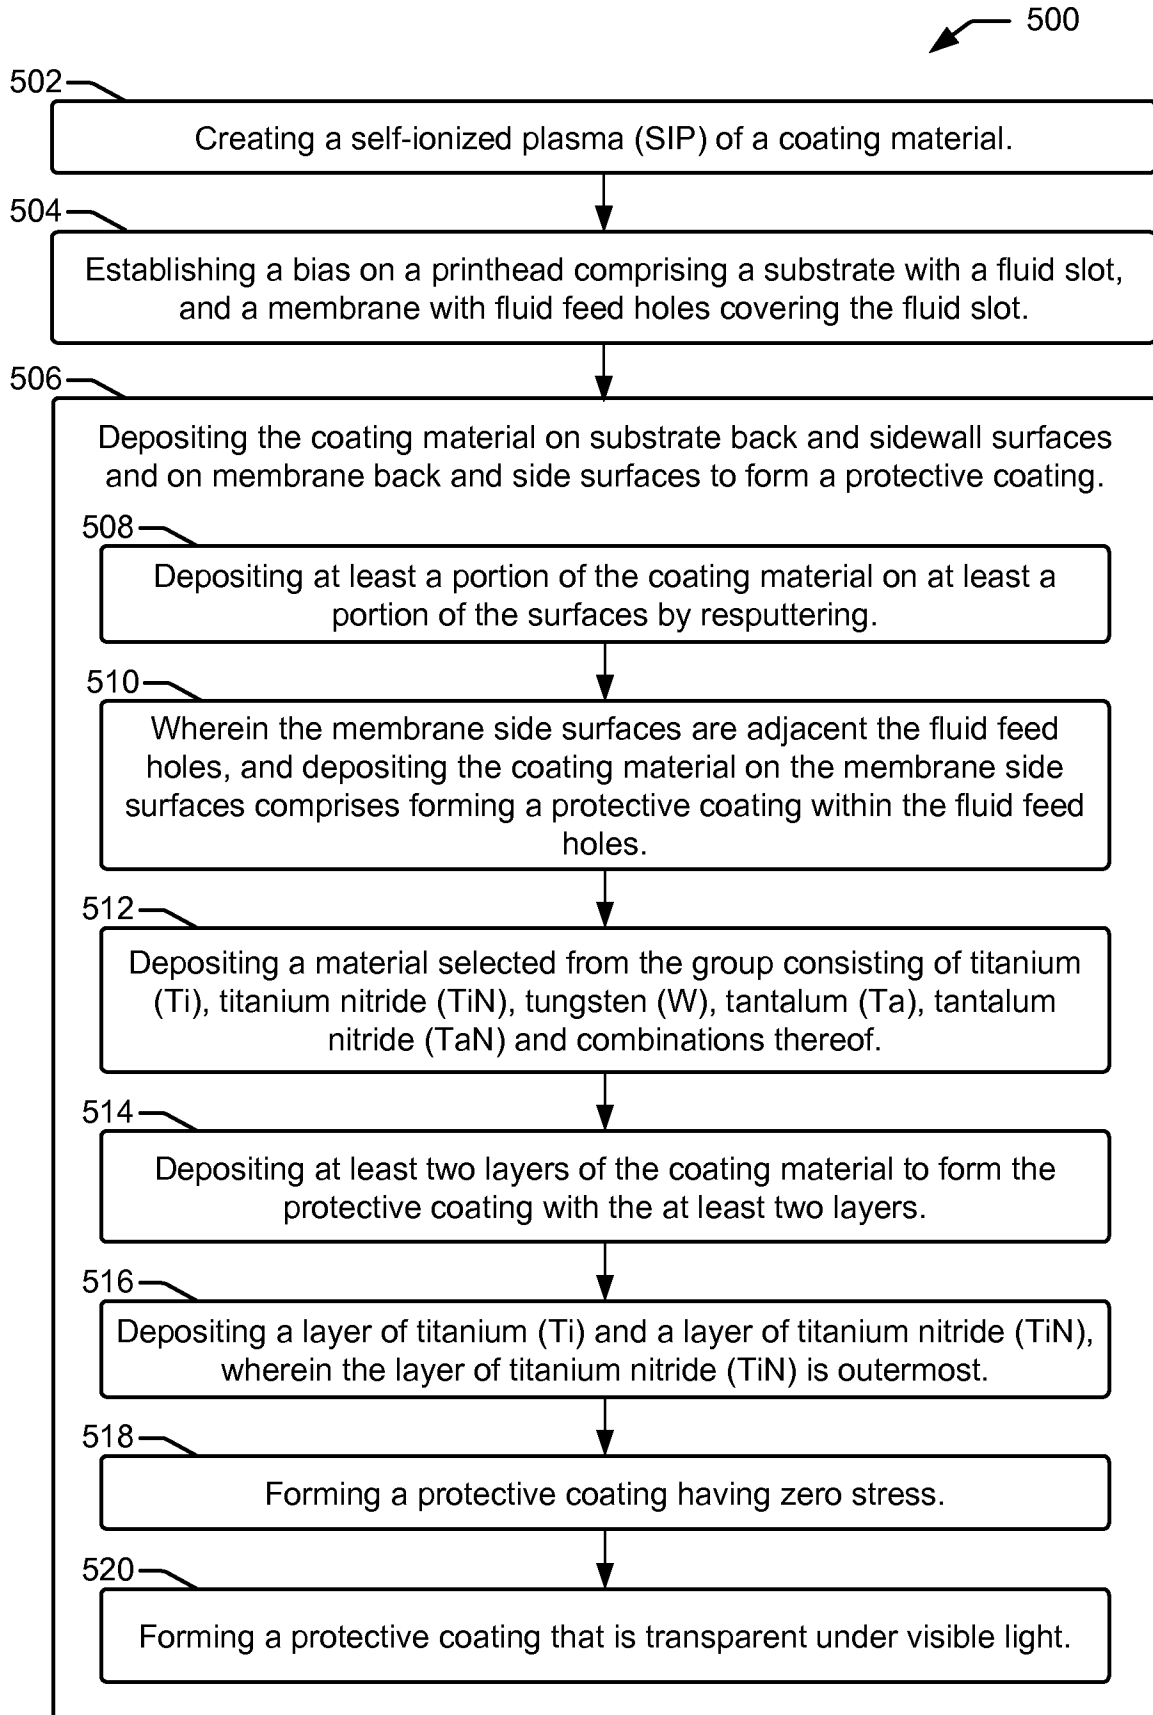 500
502
Creating a self-ionized plasma (SIP) of a coating material.
504
Establishing a bias on a printhead comprising a substrate with a fluid slot,
and a membrane with fluid feed holes covering the fluid slot.
506
Depositing the coating material on substrate back and sidewall surfaces
and on membrane back and side surfaces to form a protective coating.
508
Depositing at least a portion of the coating material on at least a
portion of the surfaces by resputtering.
510
Wherein the membrane side surfaces are adjacent the fluid feed
holes, and depositing the coating material on the membrane side
surfaces comprises forming a protective coating within the fluid feed
holes.
512
Depositing a material selected from the group consisting of titanium
(Ti), titanium nitride (TiN), tungsten (W), tantalum (Ta), tantalum
nitride (TaN) and combinations thereof.
514
Depositing at least two layers of the coating material to form the
protective coating with the at least two layers.
516
Depositing a layer of titanium (Ti) and a layer of titanium nitride (TiN),
wherein the layer of titanium nitride (TiN) is outermost.
518
Forming a protective coating having zero stress.
520
Forming a protective coating that is transparent under visible light.